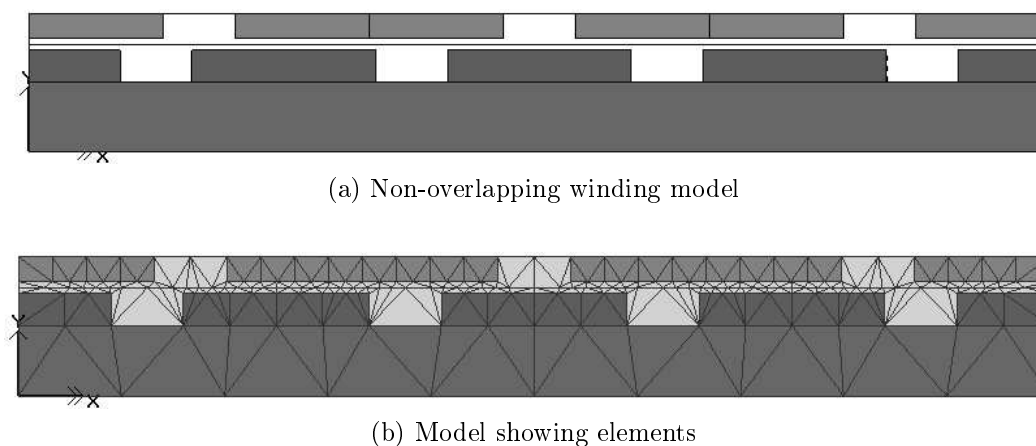 Y
X
(a) Non-overlapping winding model
Y
X
(b) Model showing elements